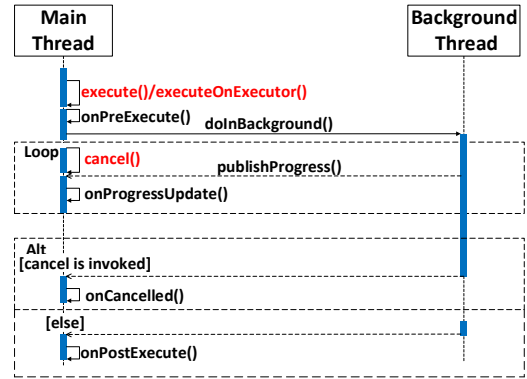 Main
Thread
Background
Thread
execute()/executeOnExecutor()
onPreExecute()
doInBackground()
Loop
cancel()
publishProgress()
onProgressUpdate()
Alt
[cancel is invoked]
onCancelled()
[else]
onPostExecute()